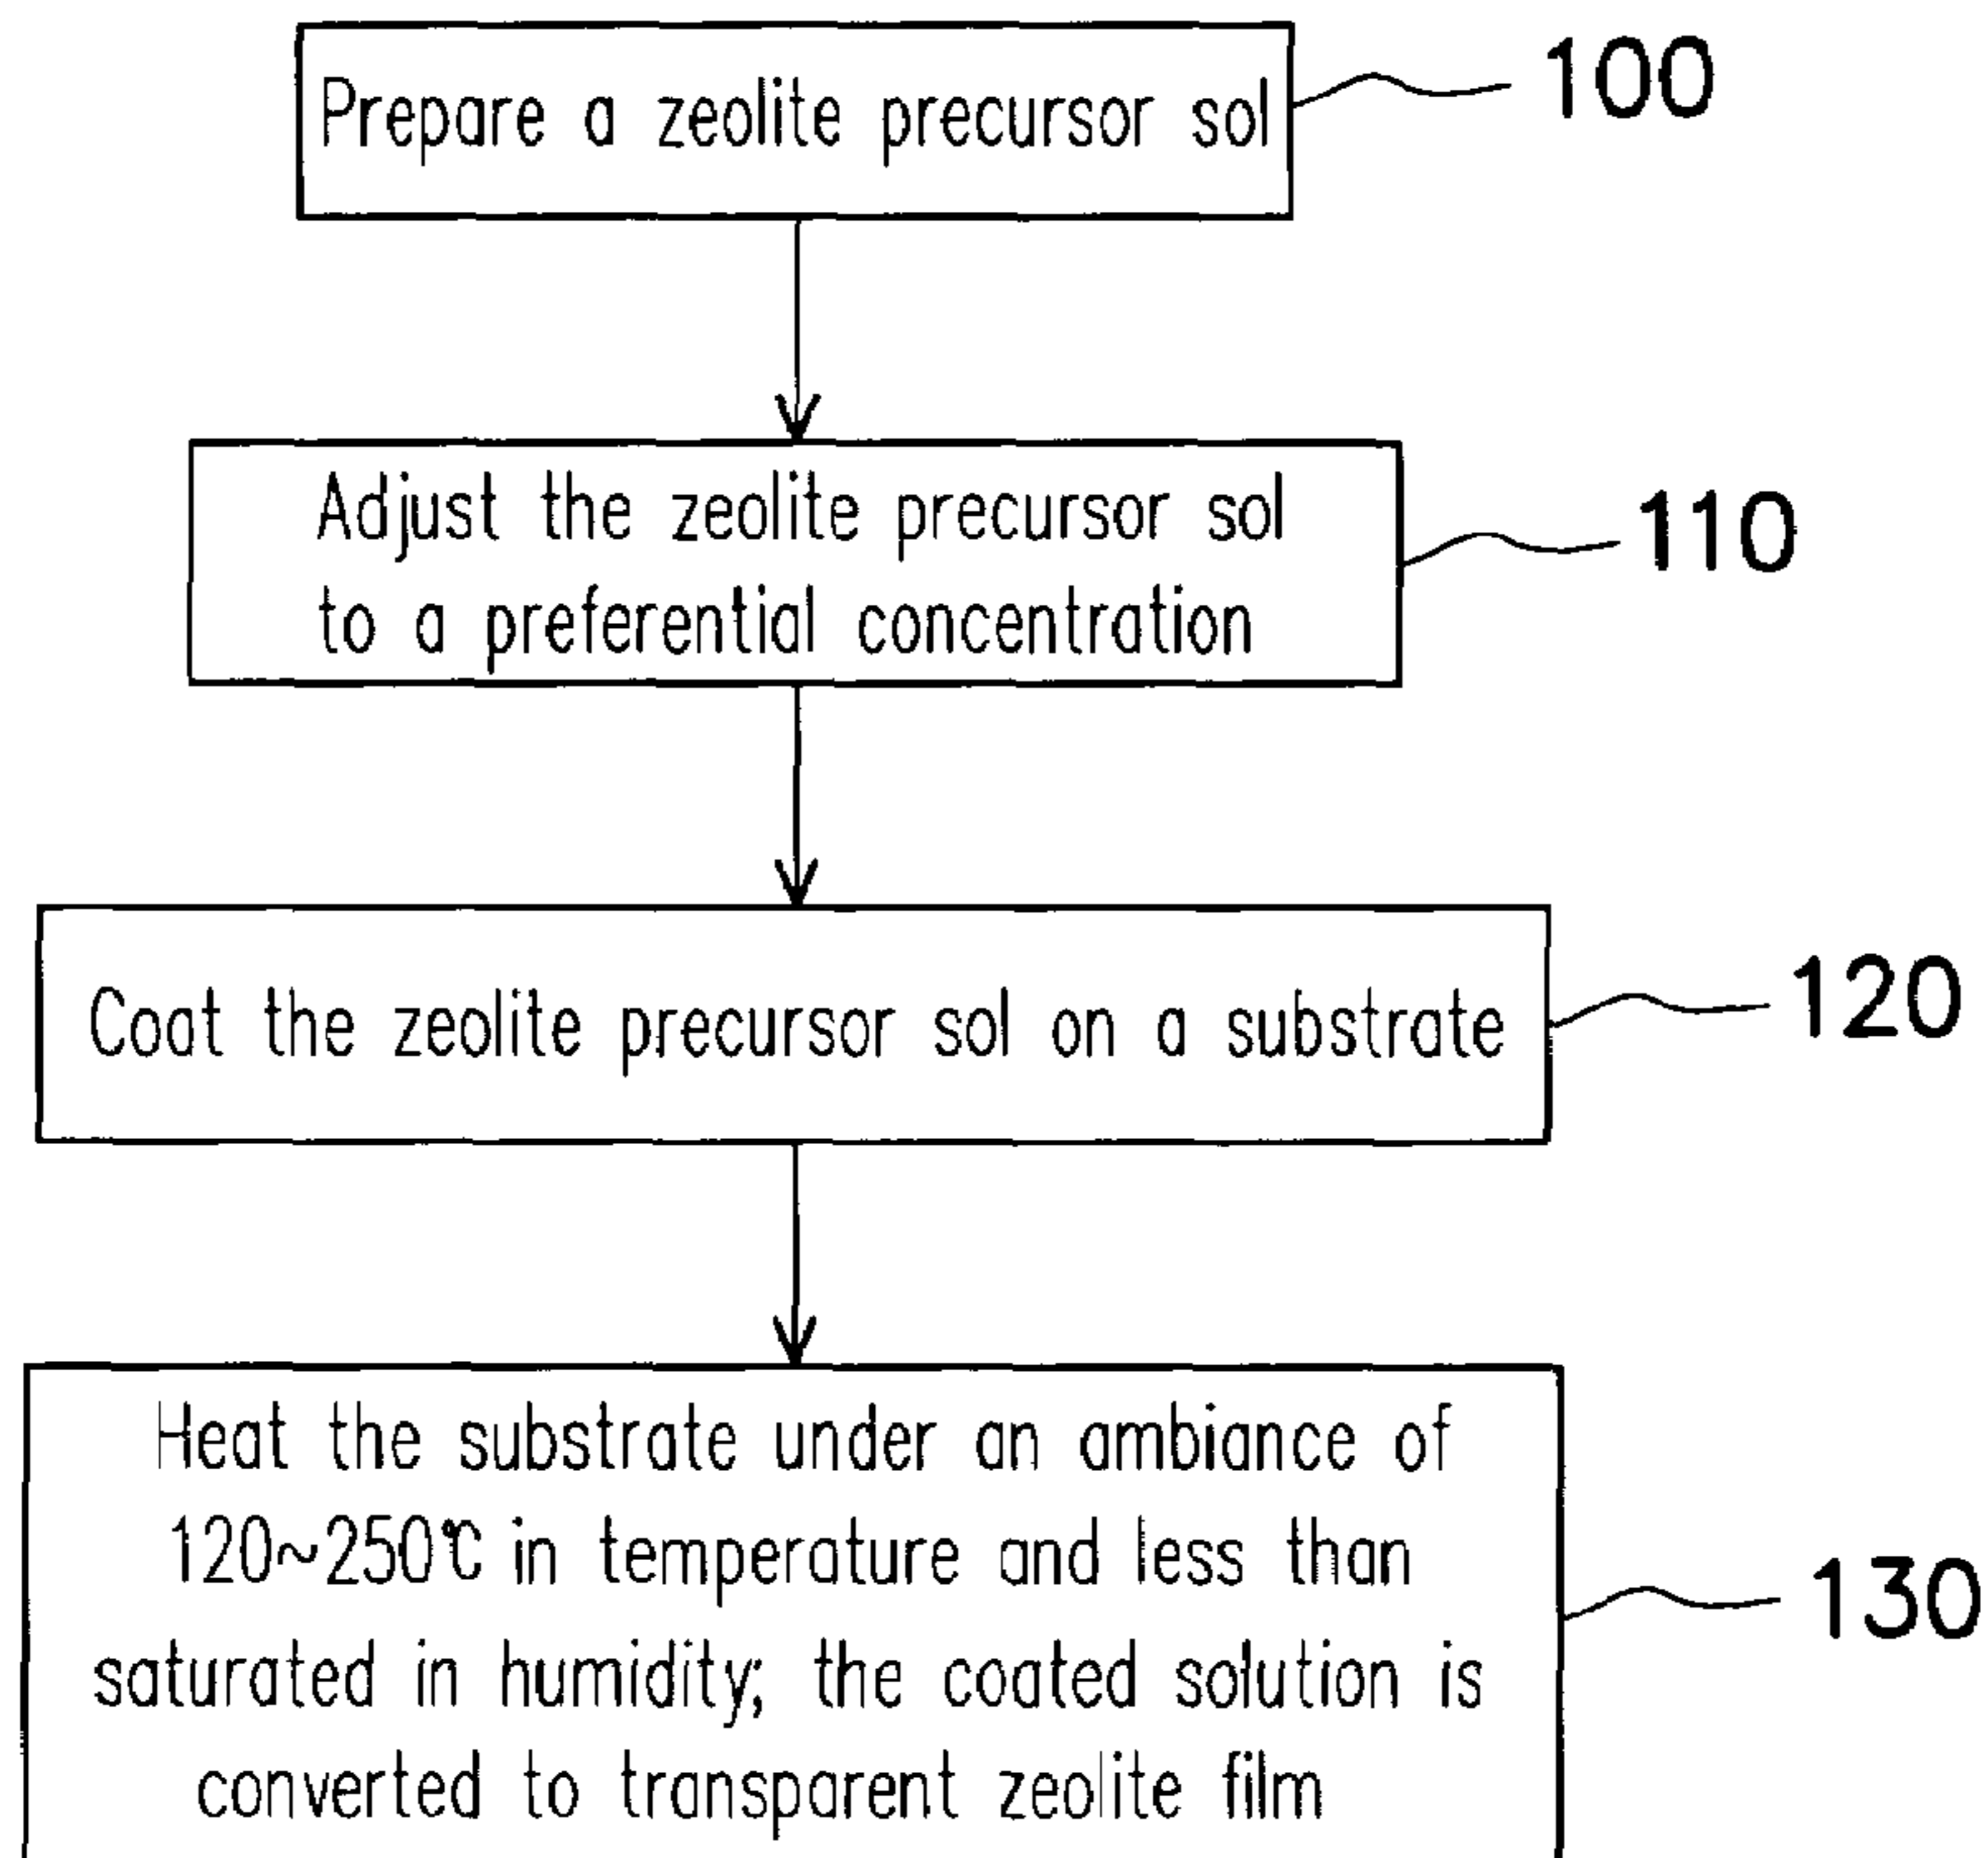 Prepare a zeolite precursor sol
100
Adjust the zeolite precursor sol
to a preferential concentration
110
Coat the zeolite precursor sol on a substrate
120
Heat the substrate under an ambiance of
120~250℃ in temperature and less than
saturated in humidity; the coated solution is
converted to transparent zeolite film
130